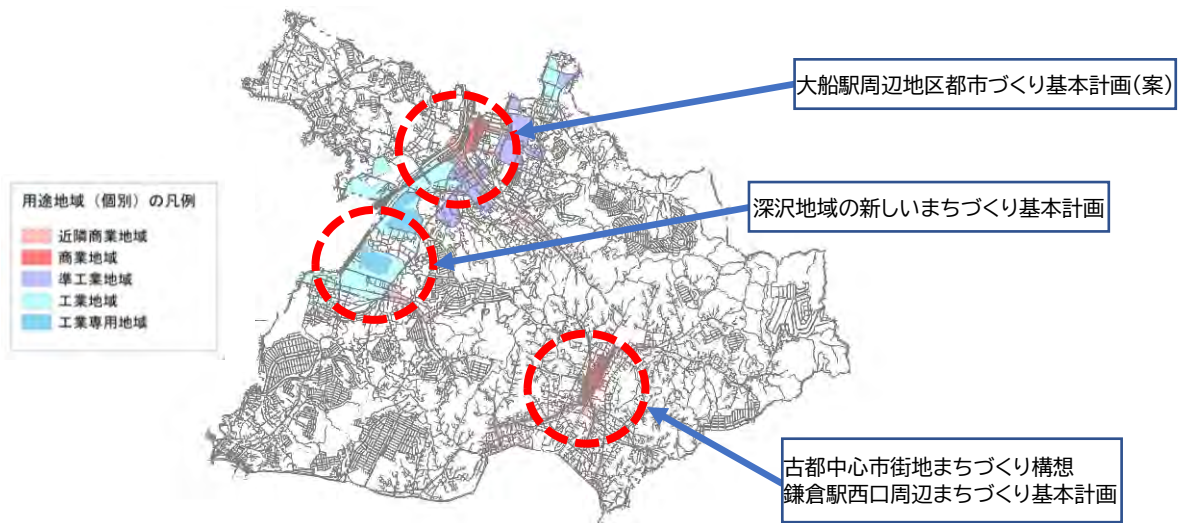 大船駅周辺地区都市づくり基本計画(案)
深沢地域の新しいまちづくり基本計画
用途地域（個別）の凡例
近隣商業地域
商業地域
準工業地域
工業地域
工業専用地域
古都中心市街地まちづくり構想
鎌倉駅西口周辺まちづくり基本計画